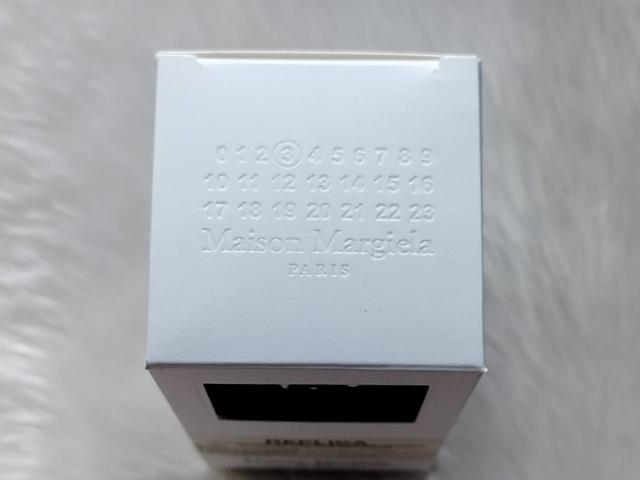 0 1 2 3 4 5 6 7 8 9
10 11 12 13 14 15 16
17 18 19 20 21 22 23
Maison Margiela
PARIS
REPLICA